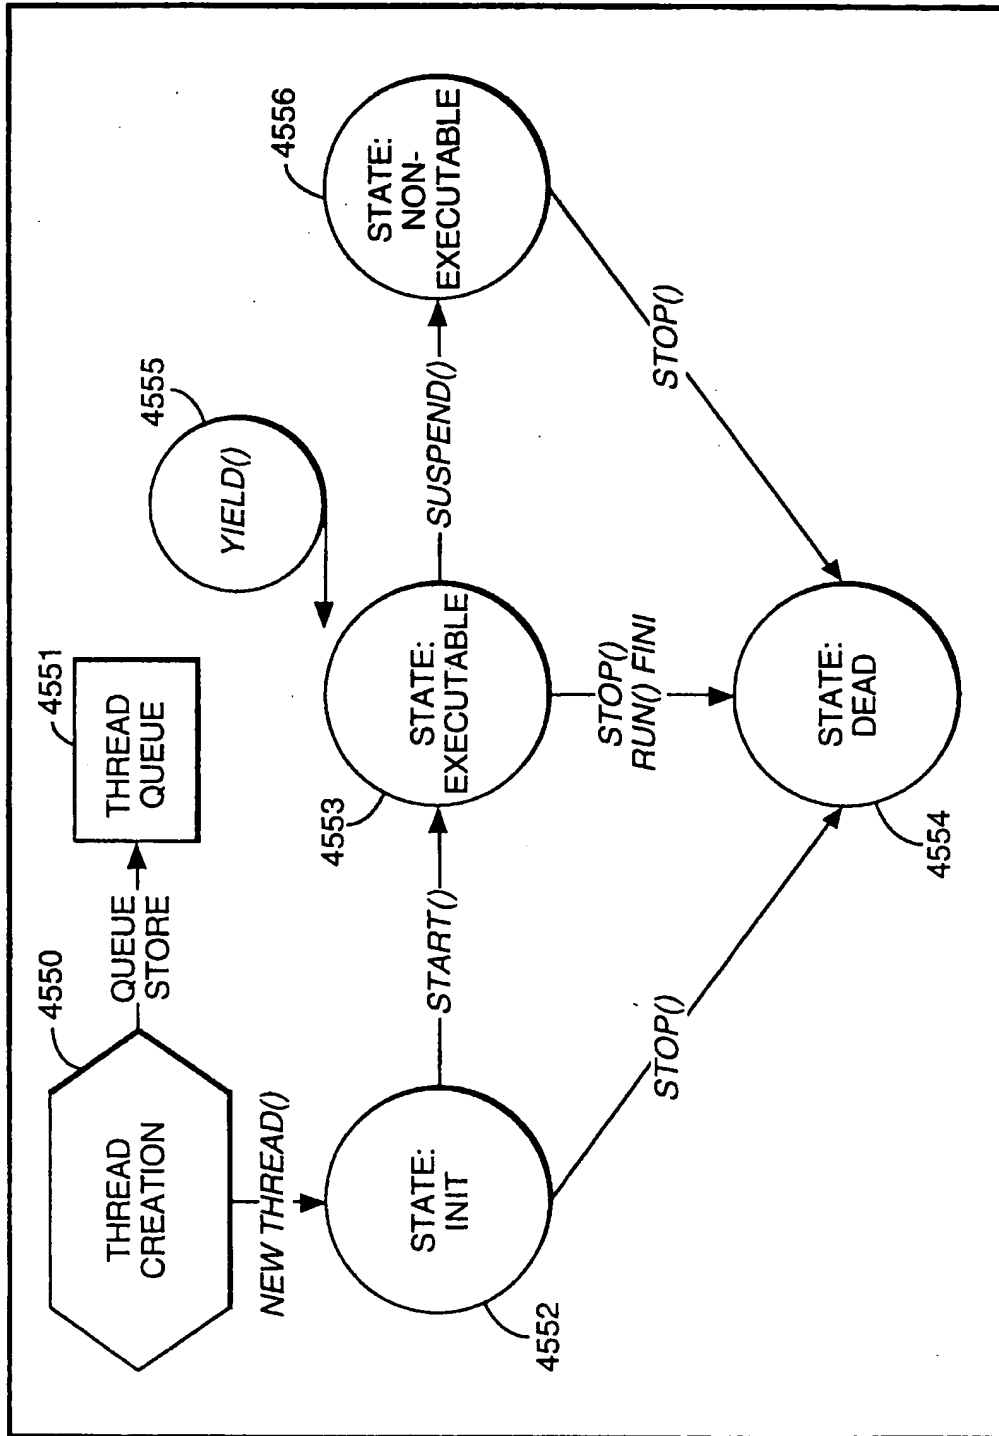 4550
THREAD
CREATION
QUEUE
STORE
4551
THREAD
QUEUE
4555
YIELD()
NEW THREAD()
4552
STATE:
INIT
START()
4553
STATE:
EXECUTABLE
SUSPEND()
4556
STATE:
NON-
EXECUTABLE
STOP()
STOP()
RUN() FINI
STOP()
STATE:
DEAD
4554